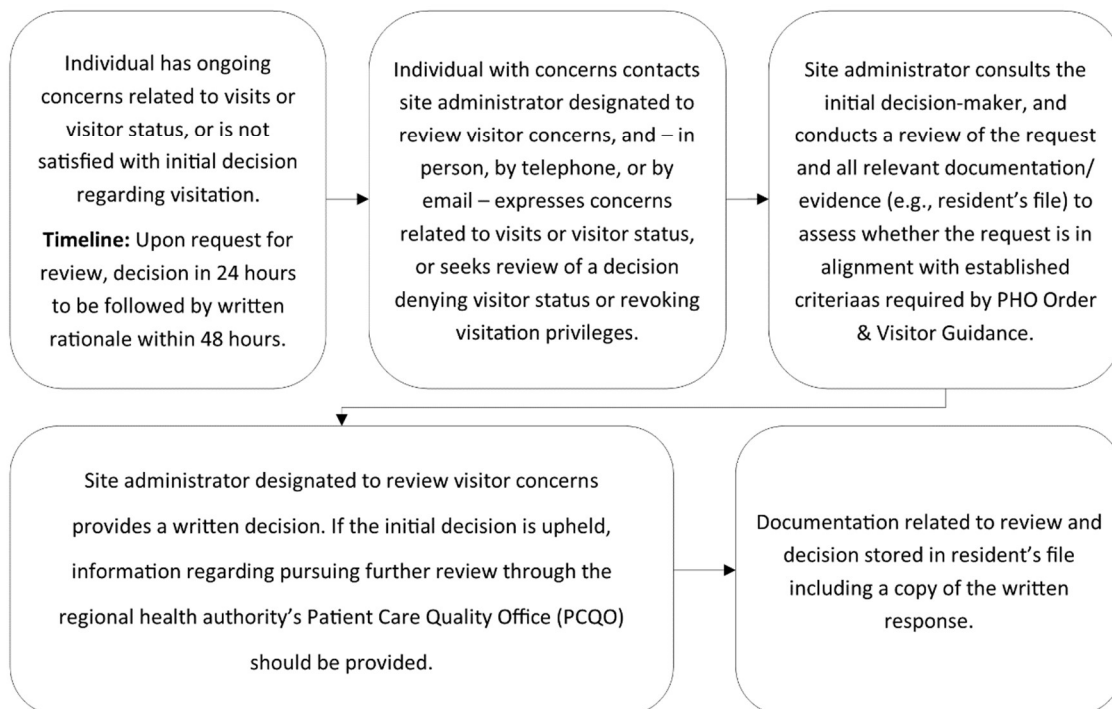 Individual has ongoing
concerns related to visits or
visitor status, or is not
satisfied with initial decision
regarding visitation.
Timeline: Upon request for
review, decision in 24 hours
to be followed by written
rationale within 48 hours.
Individual with concerns contacts
site administrator designated to
review visitor concerns, and – in
person, by telephone, or by
email – expresses concerns
related to visits or visitor status,
or seeks review of a decision
denying visitor status or revoking
visitation privileges.
Site administrator consults the
initial decision-maker, and
conducts a review of the request
and all relevant documentation/
evidence (e.g., resident's file) to
assess whether the request is in
alignment with established
criteriaas required by PHO Order
& Visitor Guidance.
Site administrator designated to review visitor concerns
provides a written decision. If the initial decision is upheld,
information regarding pursuing further review through the
regional health authority's Patient Care Quality Office (PCQO)
should be provided.
Documentation related to review and
decision stored in resident's file
including a copy of the written
response.